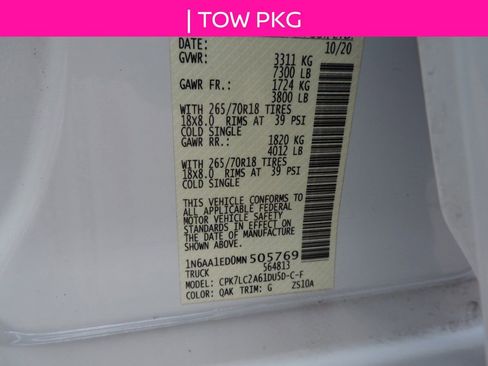 | TOW PKG
DATE: 10/20
GVWR: 3311 KG
7300 LB
GAWR FR.: 1724 KG
3800 LB
WITH 265/70R18 TIRES
18X8.0 RIMS AT 39 PSI
COLD SINGLE
GAWR RR.: 1820 KG
4012 LB
WITH 265/70R18 TIRES
18X8.0 RIMS AT 39 PSI
COLD SINGLE
THIS VEHICLE CONFORMS TO
ALL APPLICABLE FEDERAL
MOTOR VEHICLE SAFETY
STANDARDS IN EFFECT ON
THE DATE OF MANUFACTURE
SHOWN ABOVE.
1N6AA1ED0MN 505769
TRUCK 564813
MODEL: CPK7LC2A61DU5D-C-F
COLOR: QAK TRIM: G ZS10A